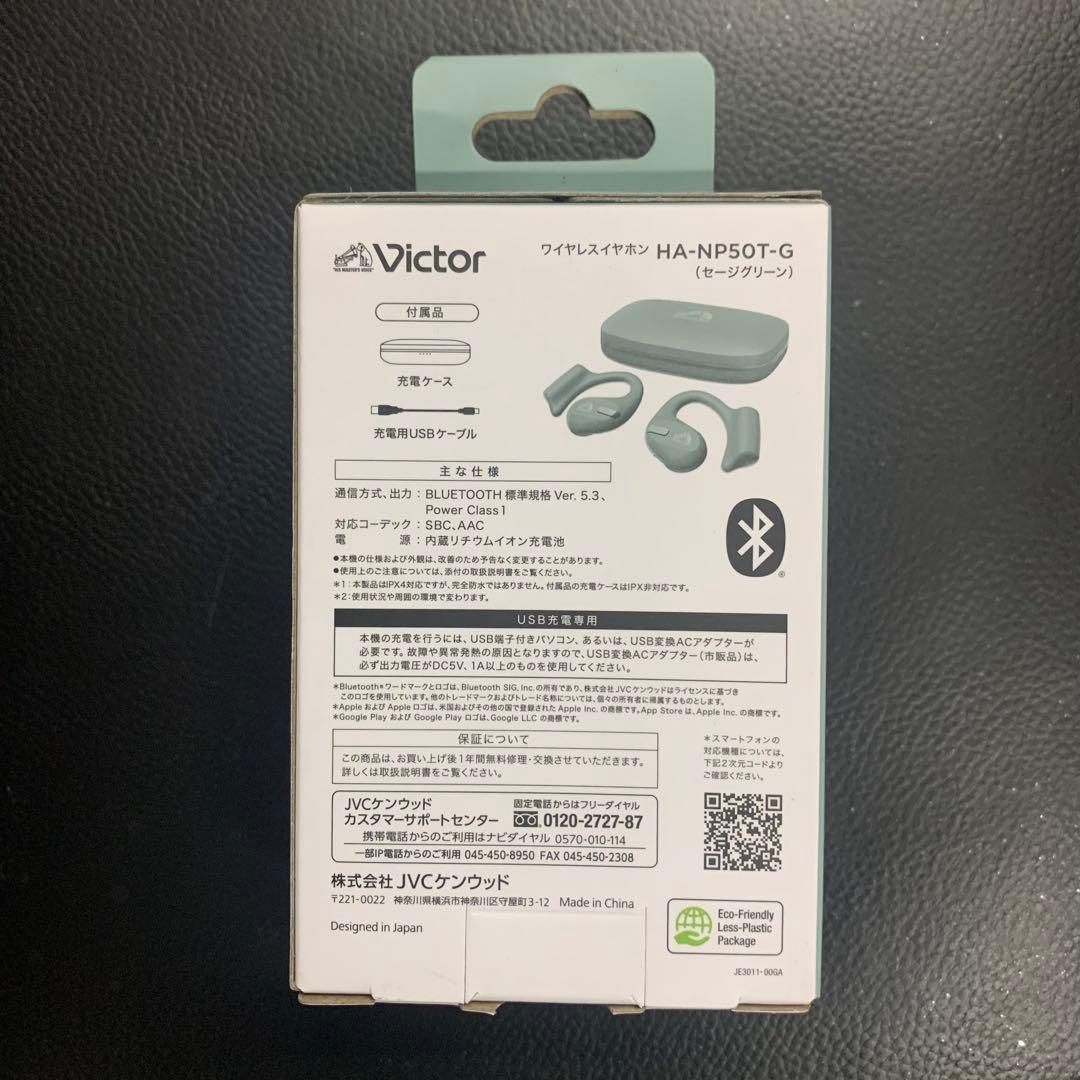 "HIS MASTER'S VOICE"
Victor
ワイヤレスイヤホン HA-NP50T-G
（セージグリーン）
付属品
充電ケース
充電用USBケーブル
主な仕様
通信方式、出力：BLUETOOTH 標準規格 Ver. 5.3、
Power Class1
対応コーデック：SBC、AAC
電　　　源：内蔵リチウムイオン充電池
●本機の仕様および外観は、改善のため予告なく変更することがあります。
●使用上のご注意については、添付の取扱説明書をご覧ください。
*1：本製品はIPX4対応ですが、完全防水ではありません。付属品の充電ケースはIPX非対応です。
*2：使用状況や周囲の環境で変わります。
USB充電専用
本機の充電を行うには、USB端子付きパソコン、あるいは、USB変換ACアダプターが
必要です。故障や異常発熱の原因となりますので、USB変換ACアダプター（市販品）は、
必ず出力電圧がDC5V、1A以上のものを使用してください。
*Bluetooth®ワードマークとロゴは、Bluetooth SIG, Inc.の所有であり、株式会社JVCケンウッドはライセンスに基づき
このロゴを使用しています。他のトレードマークおよびトレード名称については、個々の所有者に帰属するものとします。
*Apple および Apple ロゴは、米国およびその他の国で登録された Apple Inc. の商標です。App Store は、Apple Inc. の商標です。
*Google Play および Google Play ロゴは、Google LLC の商標です。
保証について
この商品は、お買い上げ後1年間無料修理・交換させていただきます。
詳しくは取扱説明書をご覧ください。
*スマートフォンの
対応機種については、
下記2次元コードより
ご確認ください。
JVCケンウッド
カスタマーサポートセンター
固定電話からはフリーダイヤル
0120-2727-87
携帯電話からのご利用はナビダイヤル 0570-010-114
一部IP電話からのご利用 045-450-8950 FAX 045-450-2308
株式会社 JVCケンウッド
〒221-0022 神奈川県横浜市神奈川区守屋町3-12 Made in China
Designed in Japan
Eco-Friendly
Less-Plastic
Package
JE3011-00GA